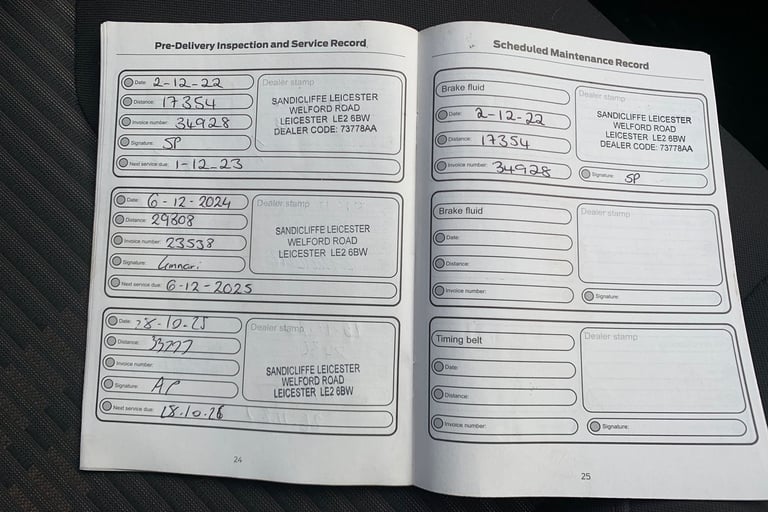 Pre-Delivery Inspection and Service Record
Date: 2-12-22
Distance: 17354
Invoice number: 34928
Signature: SP
Next service due: 1-12-23
Dealer stamp
SANDICLIFFE LEICESTER
WELFORD ROAD
LEICESTER LE2 6BW
DEALER CODE: 73778AA
Date: 6-12-2024
Distance: 29808
Invoice number: 23538
Signature:
Next service due: 6-12-2025
Dealer stamp
SANDICLIFFE LEICESTER
WELFORD ROAD
LEICESTER LE2 6BW
Date: 28-10-25
Distance:
Invoice number:
Signature: AP
Next service due: 28.10.26
Dealer stamp
SANDICLIFFE LEICESTER
WELFORD ROAD
LEICESTER LE2 6BW
24
Scheduled Maintenance Record
Brake fluid
Date: 2-12-22
Distance: 17354
Invoice number: 34928
Dealer stamp
SANDICLIFFE LEICESTER
WELFORD ROAD
LEICESTER LE2 6BW
DEALER CODE: 73778AA
Signature: SP
Brake fluid
Date:
Distance:
Invoice number:
Dealer stamp
Signature:
Timing belt
Date:
Distance:
Invoice number:
Dealer stamp
Signature:
25